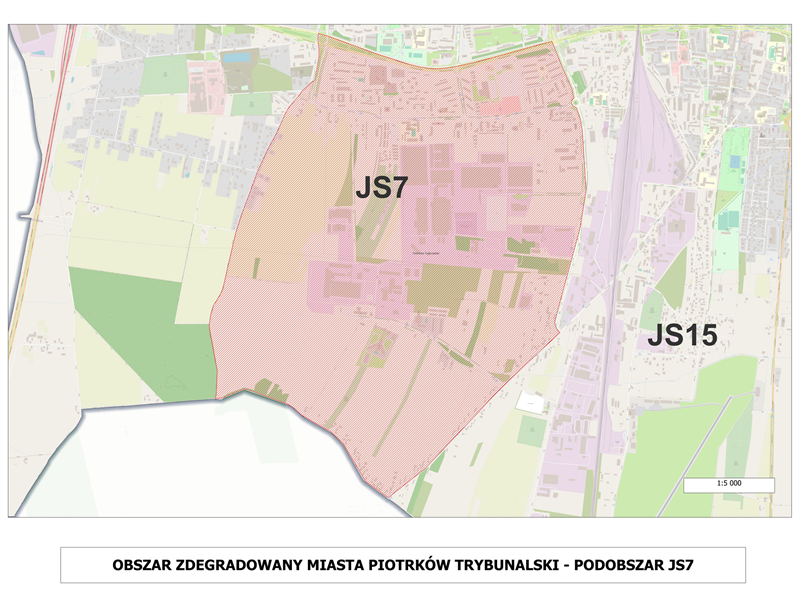 JS7
JS15
1:5 000
OBSZAR ZDEGRADOWANY MIASTA PIOTRKÓW TRYBUNALSKI - PODOBSZAR JS7